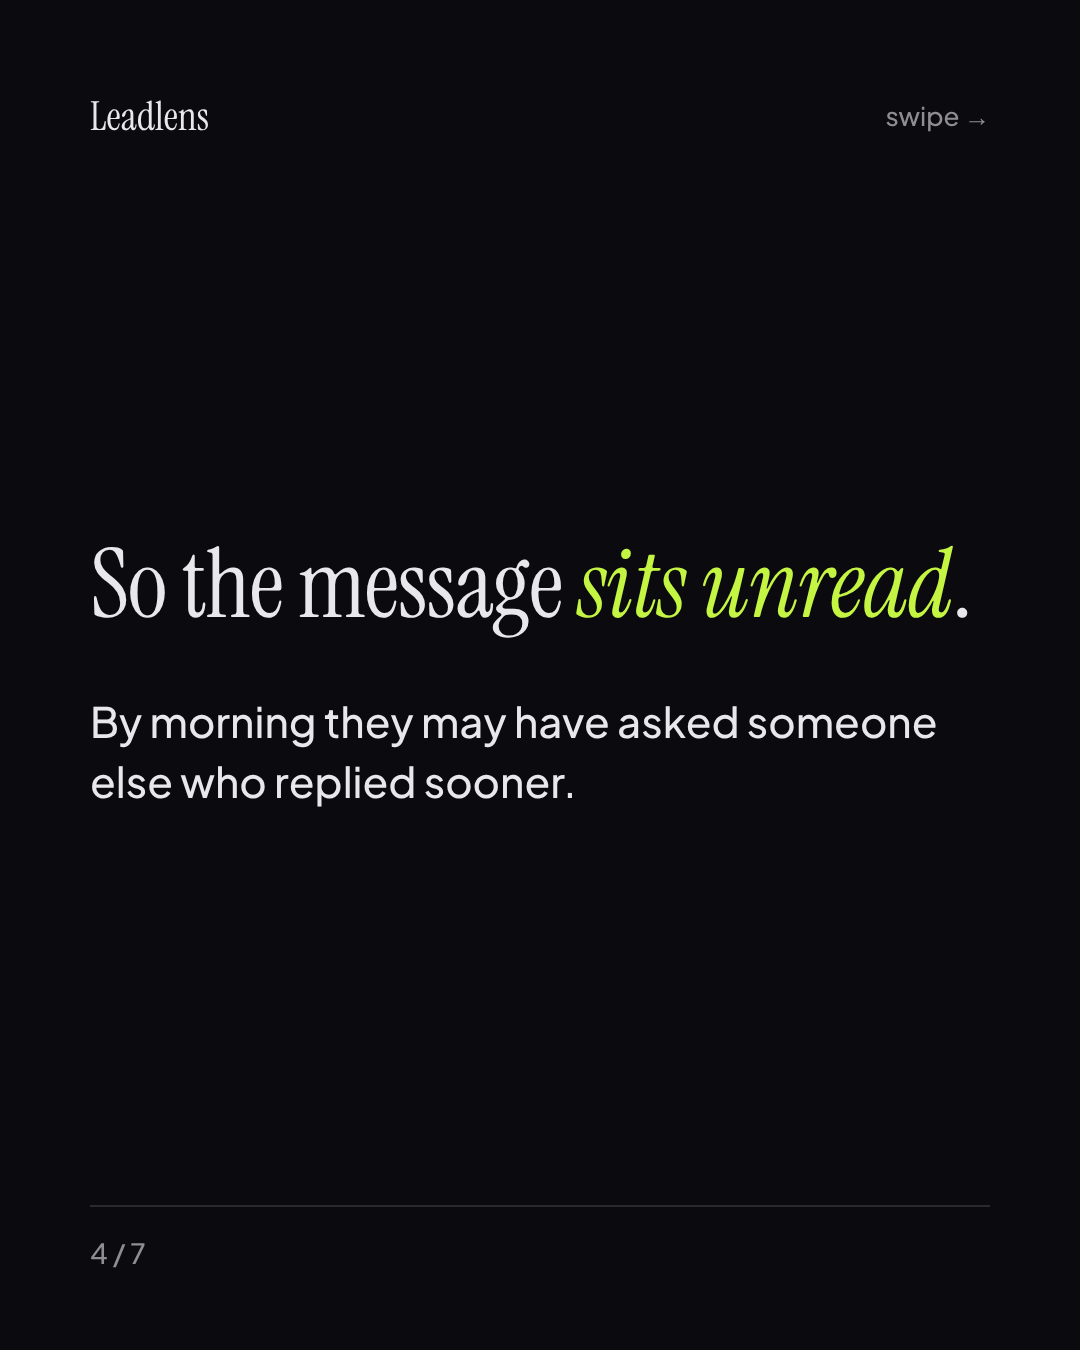 Leadlens
swipe →
So the message sits unread.
By morning they may have asked someone
else who replied sooner.
4 / 7